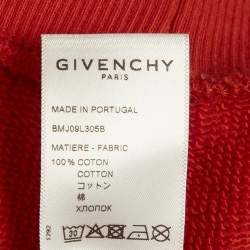 GIVENCHY
PARIS
MADE IN PORTUGAL
BMJ09L305B
MATIERE - FABRIC
100% COTON
COTTON
コットン
棉
ХЛОПОК